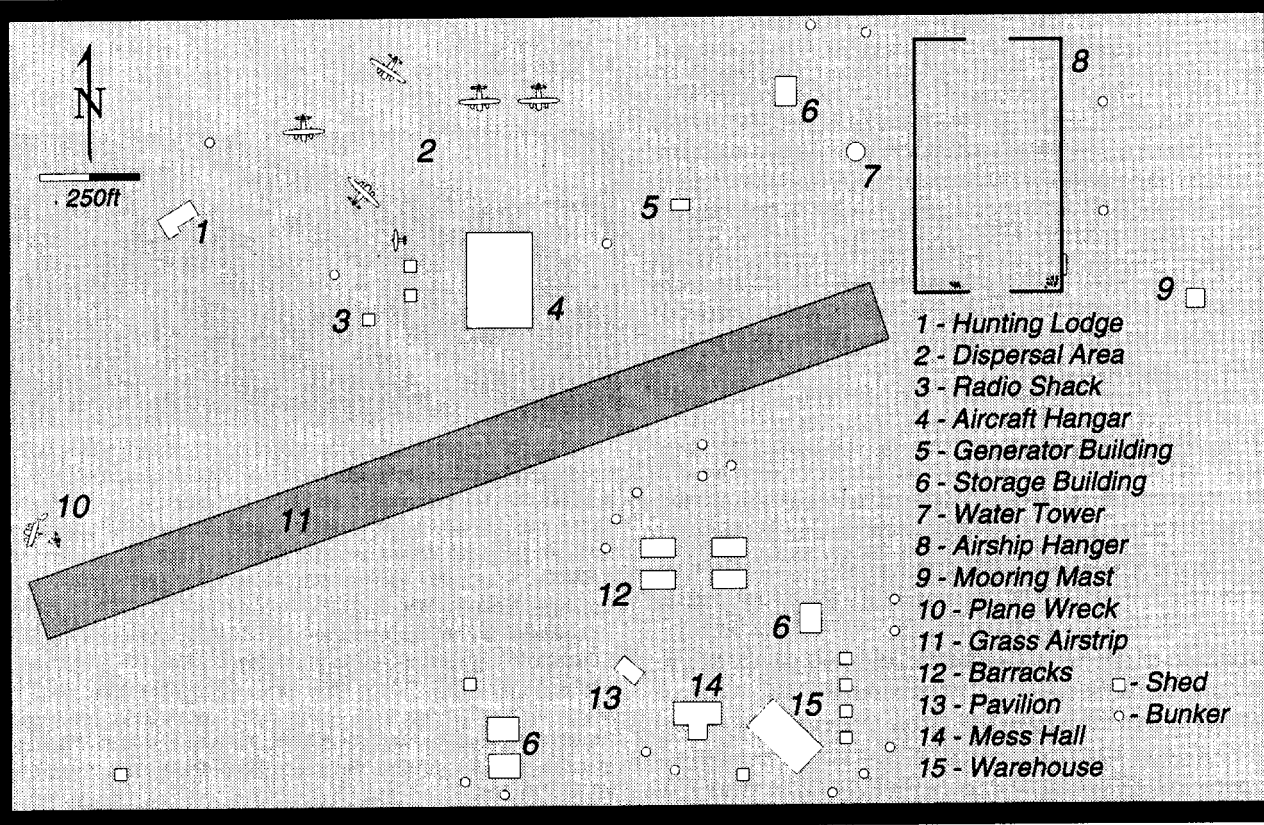 N
250ft
1
2
3
4
5
6
7
8
9
10
11
12
13
14
15
6
6
1 - Hunting Lodge
2 - Dispersal Area
3 - Radio Shack
4 - Aircraft Hangar
5 - Generator Building
6 - Storage Building
7 - Water Tower
8 - Airship Hanger
9 - Mooring Mast
10 - Plane Wreck
11 - Grass Airstrip
12 - Barracks
13 - Pavilion
14 - Mess Hall
15 - Warehouse
- Shed
- Bunker